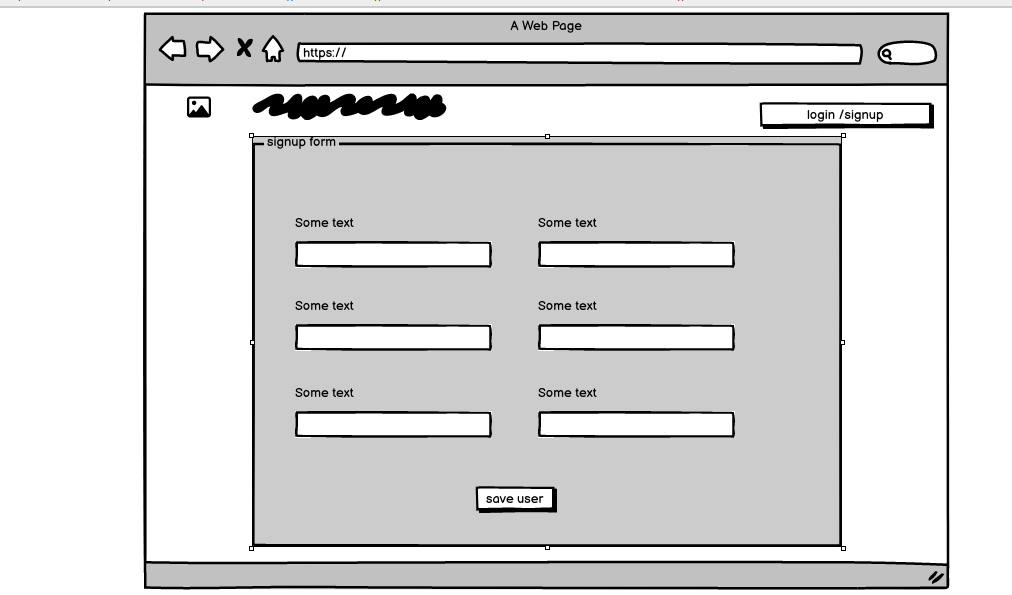 A Web Page
https://
login /signup
signup form
Some text Some text
Some text Some text
Some text Some text
save user